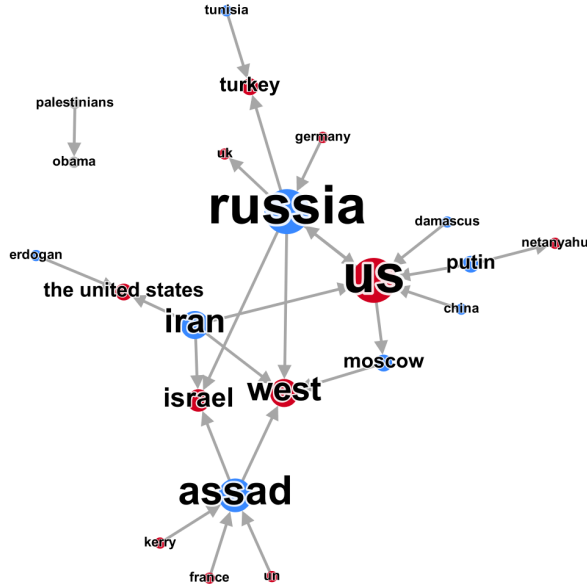 tunisia
turkey
palestinians
germany
uk
obama
russia
damascus
netanyahu
erdogan
putin
us
the united states
china
iran
moscow
israel
west
assad
kerry
france
un